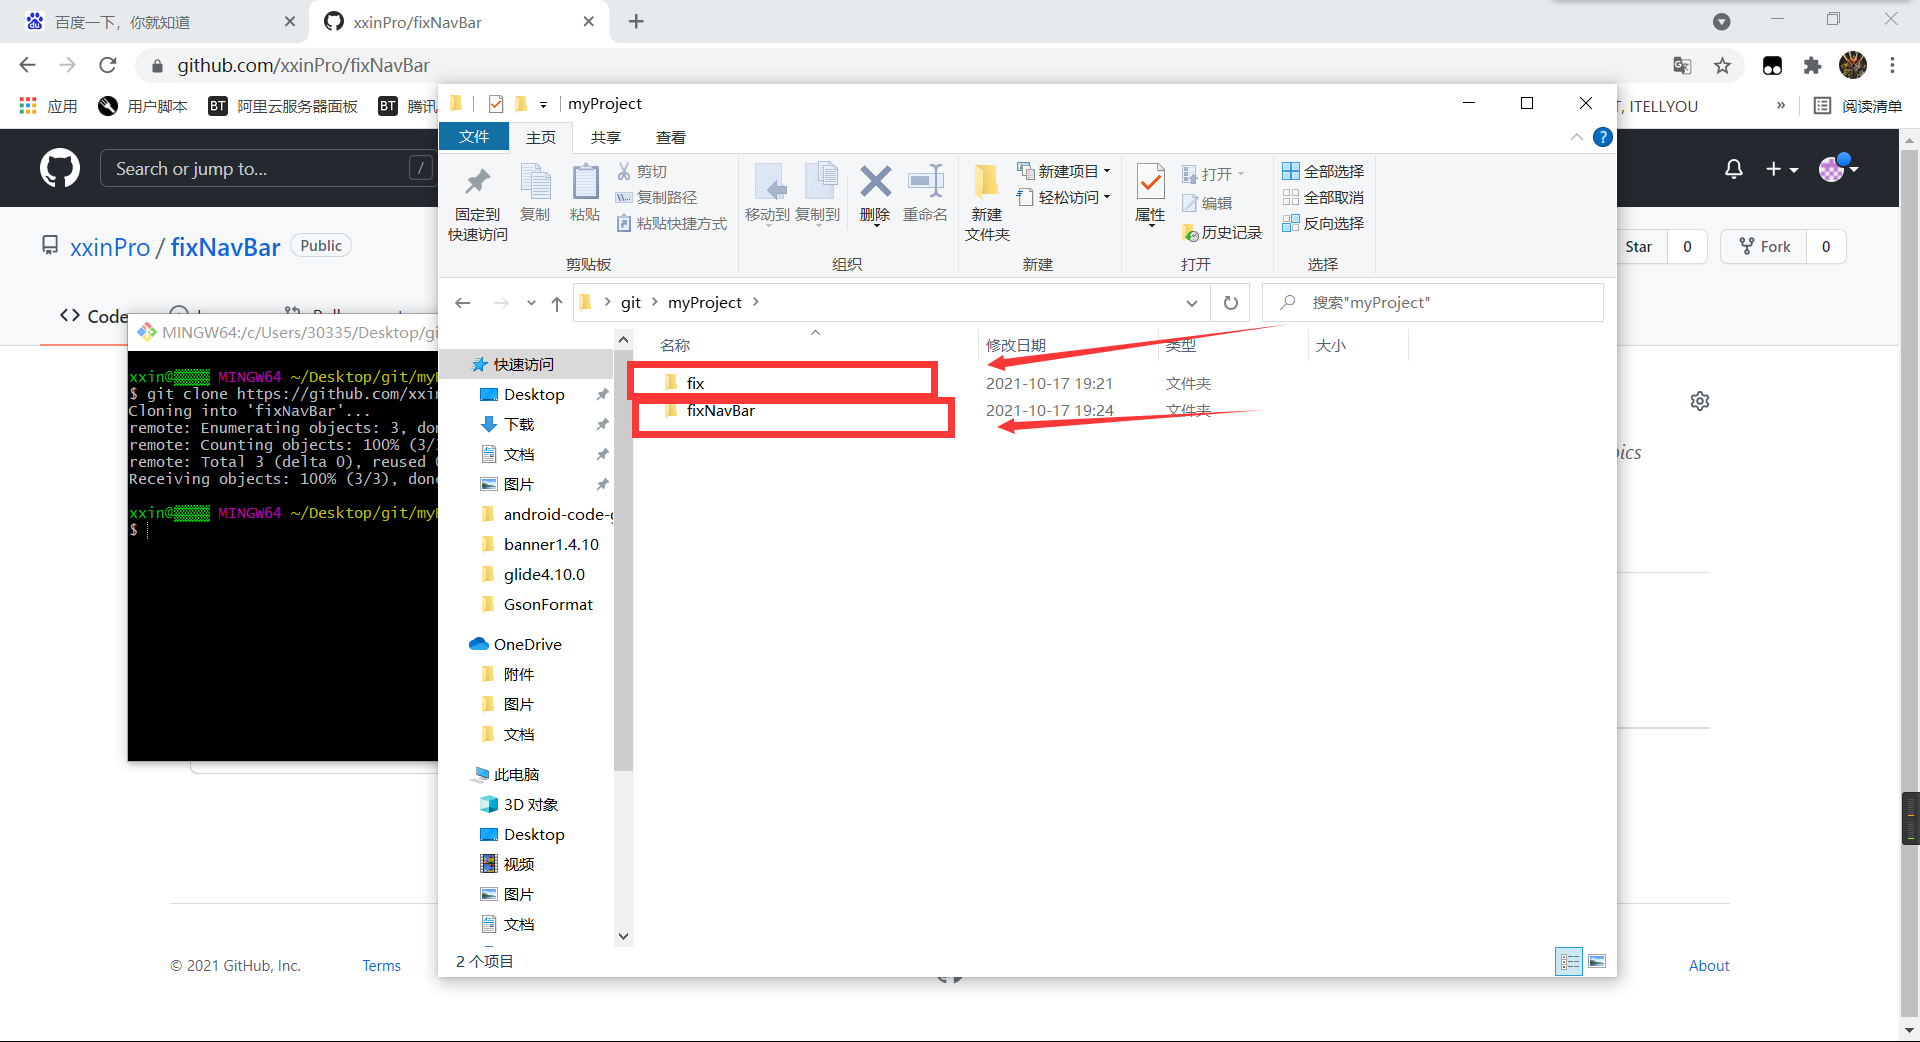 百度一下，你就知道
xxinPro/fixNavBar
github.com/xxinPro/fixNavBar
应用
用户脚本
BT 阿里云服务器面板
BT 腾讯
, ITELLYOU
»
阅读清单
Search or jump to...
/
xxinPro / fixNavBar
Public
Star 0
Fork 0
<> Code
MINGW64:/c/Users/30335/Desktop/gi
xxin@ MINGW64 ~/Desktop/git/my
$ git clone https://github.com/xxin
Cloning into 'fixNavBar'...
remote: Enumerating objects: 3, don
remote: Counting objects: 100% (3/
remote: Total 3 (delta 0), reused
Receiving objects: 100% (3/3), done
xxin@ MINGW64 ~/Desktop/git/my
$
myProject
文件
主页
共享
查看
固定到
快速访问
复制
粘贴
剪切
复制路径
粘贴快捷方式
剪贴板
移动到
复制到
删除
重命名
组织
新建
文件夹
新建项目
轻松访问
新建
属性
打开
编辑
历史记录
打开
全部选择
全部取消
反向选择
选择
git
myProject
搜索"myProject"
名称
修改日期
类型
大小
fix
2021-10-17 19:21
文件夹
fixNavBar
2021-10-17 19:24
文件夹
快速访问
Desktop
下载
文档
图片
android-code-
banner1.4.10
glide4.10.0
GsonFormat
OneDrive
附件
图片
文档
此电脑
3D 对象
Desktop
视频
图片
文档
2 个项目
pics
© 2021 GitHub, Inc.
Terms
About